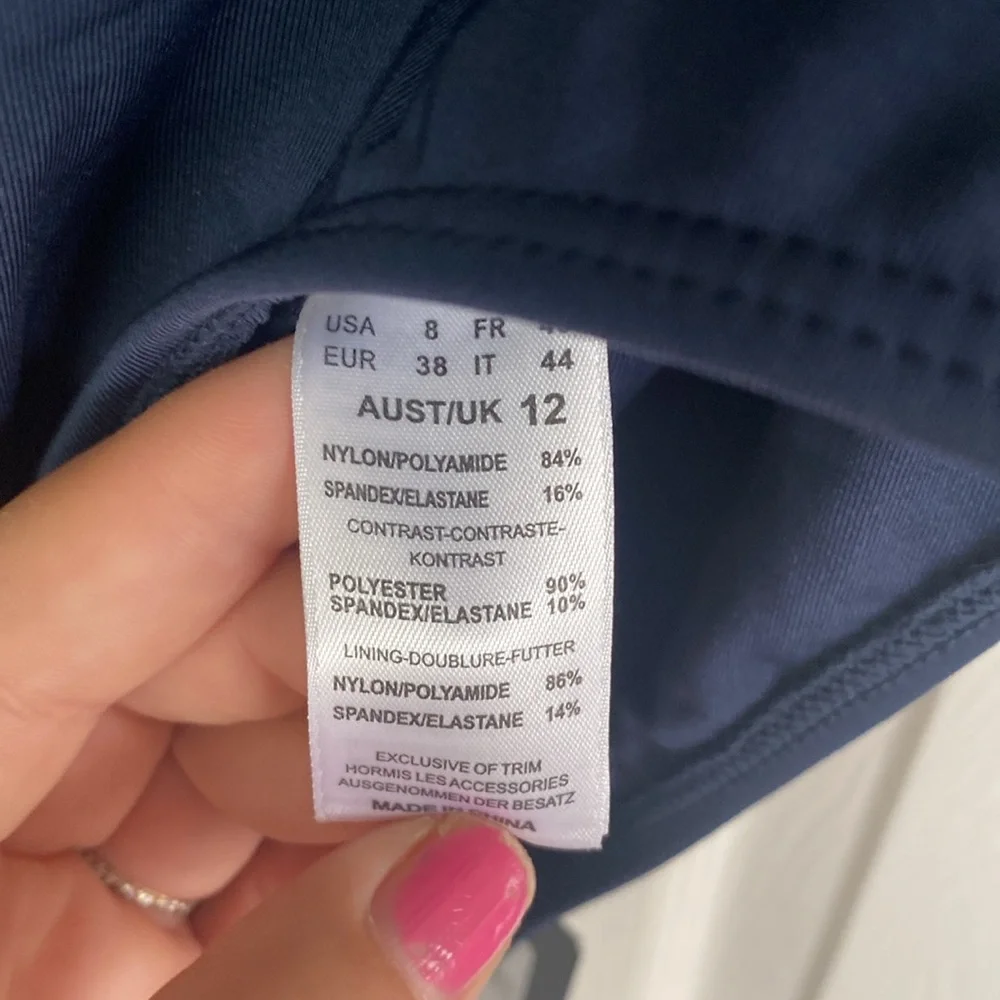 USA 8 FR
EUR 38 IT 44
AUST/UK 12
NYLON/POLYAMIDE 84%
SPANDEX/ELASTANE 16%
CONTRAST-CONTRASTE-
KONTRAST
POLYESTER 90%
SPANDEX/ELASTANE 10%
LINING-DOUBLURE-FUTTER
NYLON/POLYAMIDE 86%
SPANDEX/ELASTANE 14%
EXCLUSIVE OF TRIM
HORMIS LES ACCESSORIES
AUSGENOMMEN DER BESATZ
MADE IN CHINA